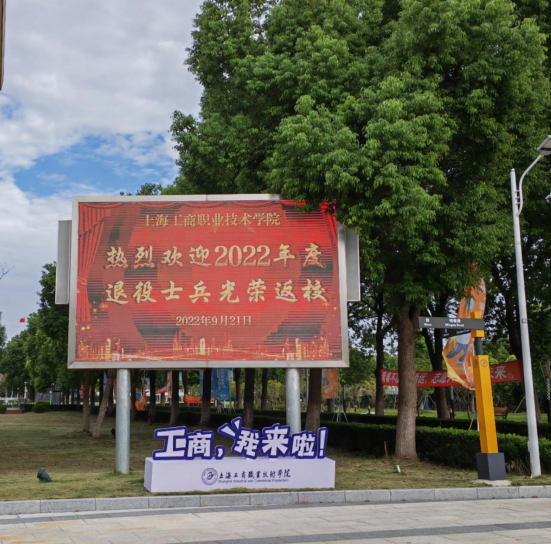 上海工商职业技术学院
热烈欢迎2022年度
退役士兵光荣返校
2022年9月21日
工商,我来啦!
上海工商职业技术学院